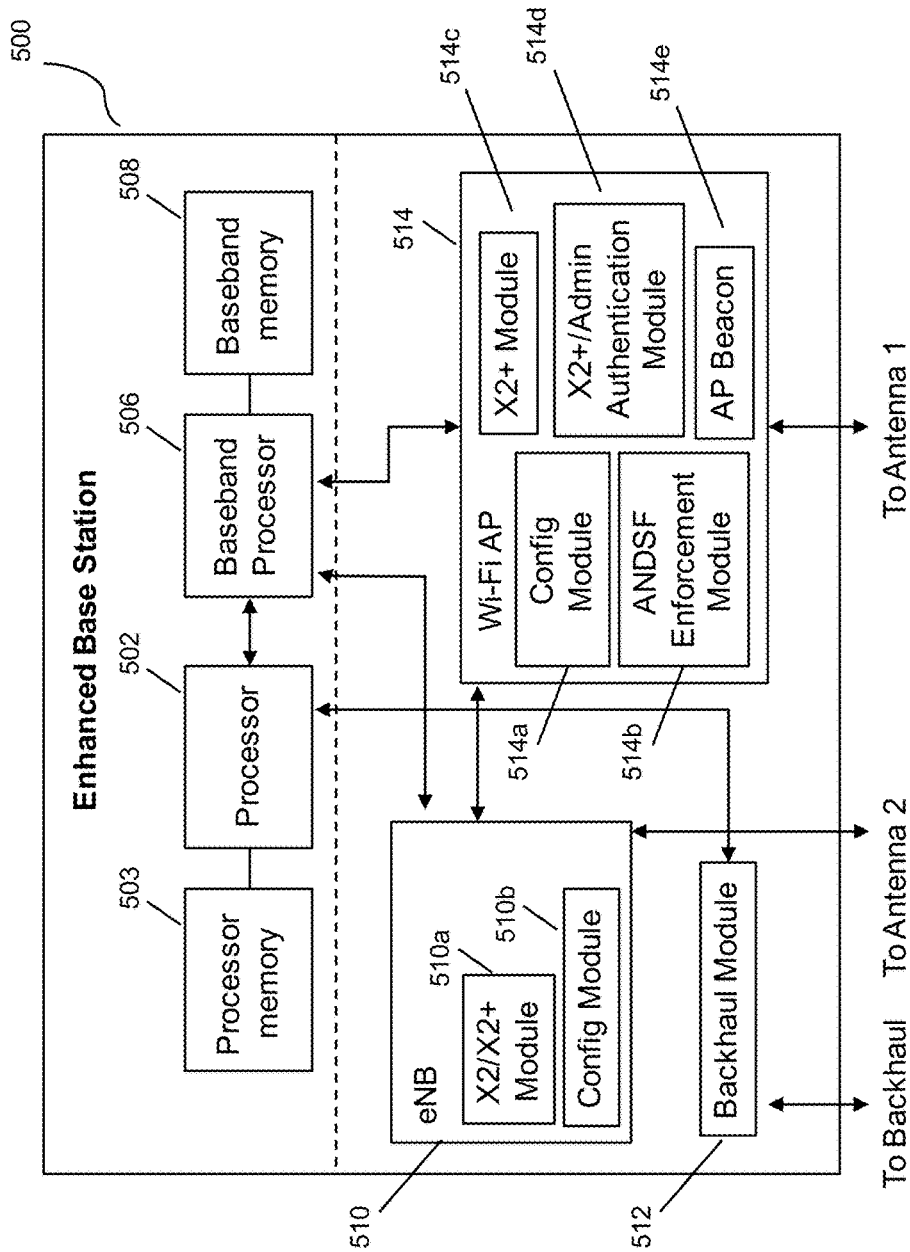 500
Enhanced Base Station
503
502
506
508
Processor
memory
Processor
Baseband
Processor
Baseband
memory
510
eNB
510a
X2/X2+
Module
510b
Config Module
512
Backhaul Module
514
Wi-Fi AP
514a
Config
Module
514b
ANDSF
Enforcement
Module
514c
X2+ Module
514d
X2+/Admin
Authentication
Module
514e
AP Beacon
To Backhaul
To Antenna 2
To Antenna 1